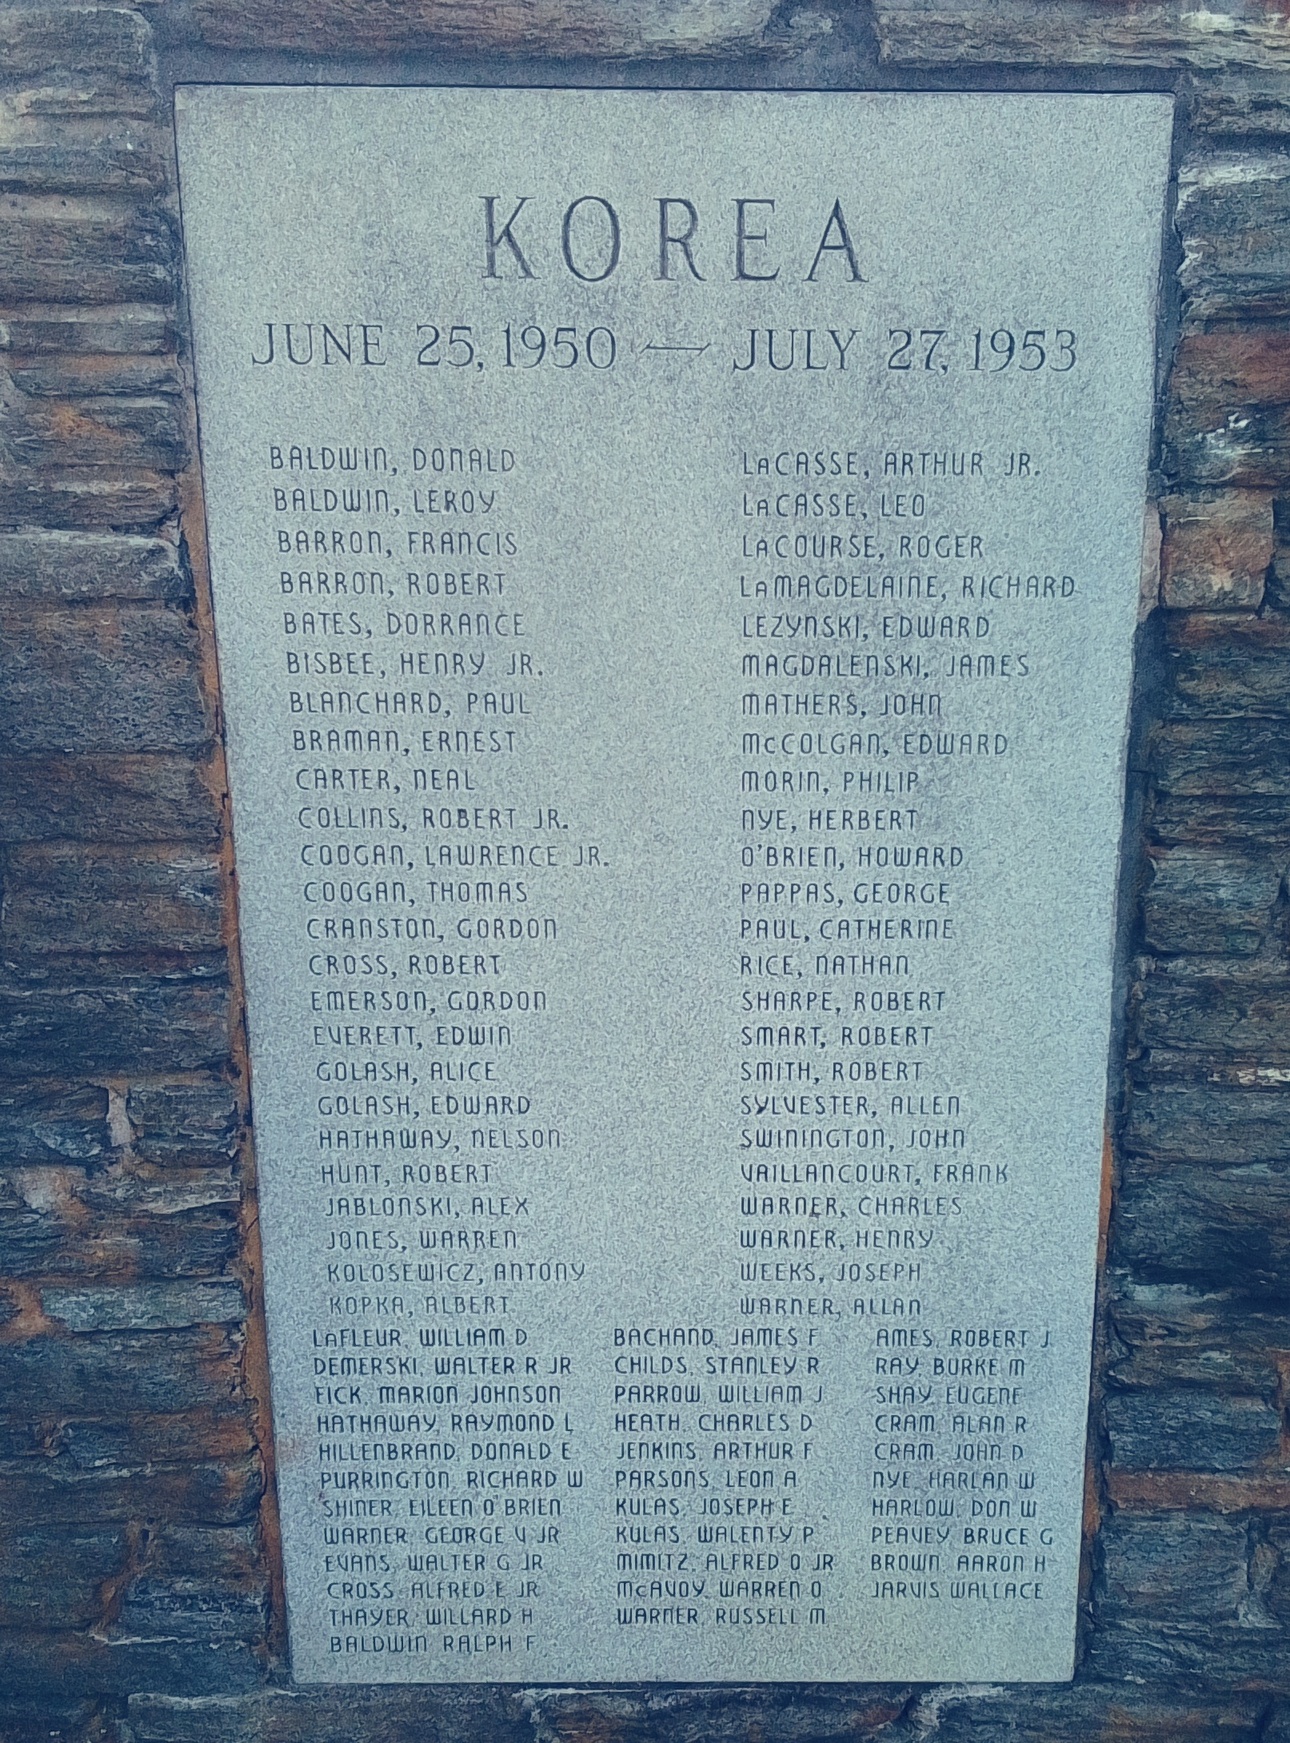 KOREA
JUNE 25, 1950 — JULY 27, 1953
BALDWIN, DONALD
BALDWIN, LEROY
BARRON, FRANCIS
BARRON, ROBERT
BATES, DORRANCE
BISBEE, HENRY JR.
BLANCHARD, PAUL
BRAMAN, ERNEST
CARTER, NEAL
COLLINS, ROBERT JR.
COOGAN, LAWRENCE JR.
COOGAN, THOMAS
CRANSTON, GORDON
CROSS, ROBERT
EMERSON, GORDON
EVERETT, EDWIN
GOLASH, ALICE
GOLASH, EDWARD
HATHAWAY, NELSON
HUNT, ROBERT
JABLONSKI, ALEX
JONES, WARREN
KOLOSEWICZ, ANTONY
KOPKA, ALBERT
LaCASSE, ARTHUR JR.
LaCASSE, LEO
LaCOURSE, ROGER
LaMAGDELAINE, RICHARD
LEZYNSKI, EDWARD
MAGDALENSKI, JAMES
MATHERS, JOHN
McCOLGAN, EDWARD
MORIN, PHILIP
NYE, HERBERT
O'BRIEN, HOWARD
PAPPAS, GEORGE
PAUL, CATHERINE
RICE, NATHAN
SHARPE, ROBERT
SMART, ROBERT
SMITH, ROBERT
SYLVESTER, ALLEN
SWININGTON, JOHN
VAILLANCOURT, FRANK
WARNER, CHARLES
WARNER, HENRY
WEEKS, JOSEPH
WARNER, ALLAN
LaFLEUR, WILLIAM D
DEMERSKI, WALTER R JR
FICK, MARION JOHNSON
HATHAWAY, RAYMOND L
HILLENBRAND, DONALD E
PURRINGTON, RICHARD W
SHINER, EILEEN O'BRIEN
WARNER, GEORGE V JR
EVANS, WALTER G JR
CROSS, ALFRED E JR
THAYER, WILLARD H
BALDWIN RALPH F
BACHAND, JAMES F
CHILDS, STANLEY R
PARROW, WILLIAM J
HEATH, CHARLES D
JENKINS, ARTHUR F
PARSONS, LEON A
KULAS, JOSEPH E
KULAS, WALENTY P
MIMITZ, ALFRED O JR
McAVOY, WARREN O
WARNER, RUSSELL M
AMES, ROBERT J
RAY, BURKE M
SHAY, EUGENE
CRAM, ALAN R
CRAM, JOHN D
NYE, HARLAN W
HARLOW, DON W
PEAVEY, BRUCE G
BROWN, AARON H
JARVIS WALLACE